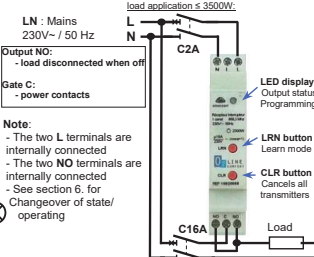 load application ≤ 3500W:
LN : Mains
230V~ / 50 Hz
L
N
C2A
Output NO:
- load disconnected when off
Gate C:
- power contacts
Note:
- The two L terminals are
internally connected
- The two NO terminals are
internally connected
- See section 6. for
Changeover of state/
operating
N L L
LED display
Output status
Programming
LRN button
Learn mode
LRN
LINE
CLR button
Cancels all
transmitters
CLR
NO C NO
C16A
Load